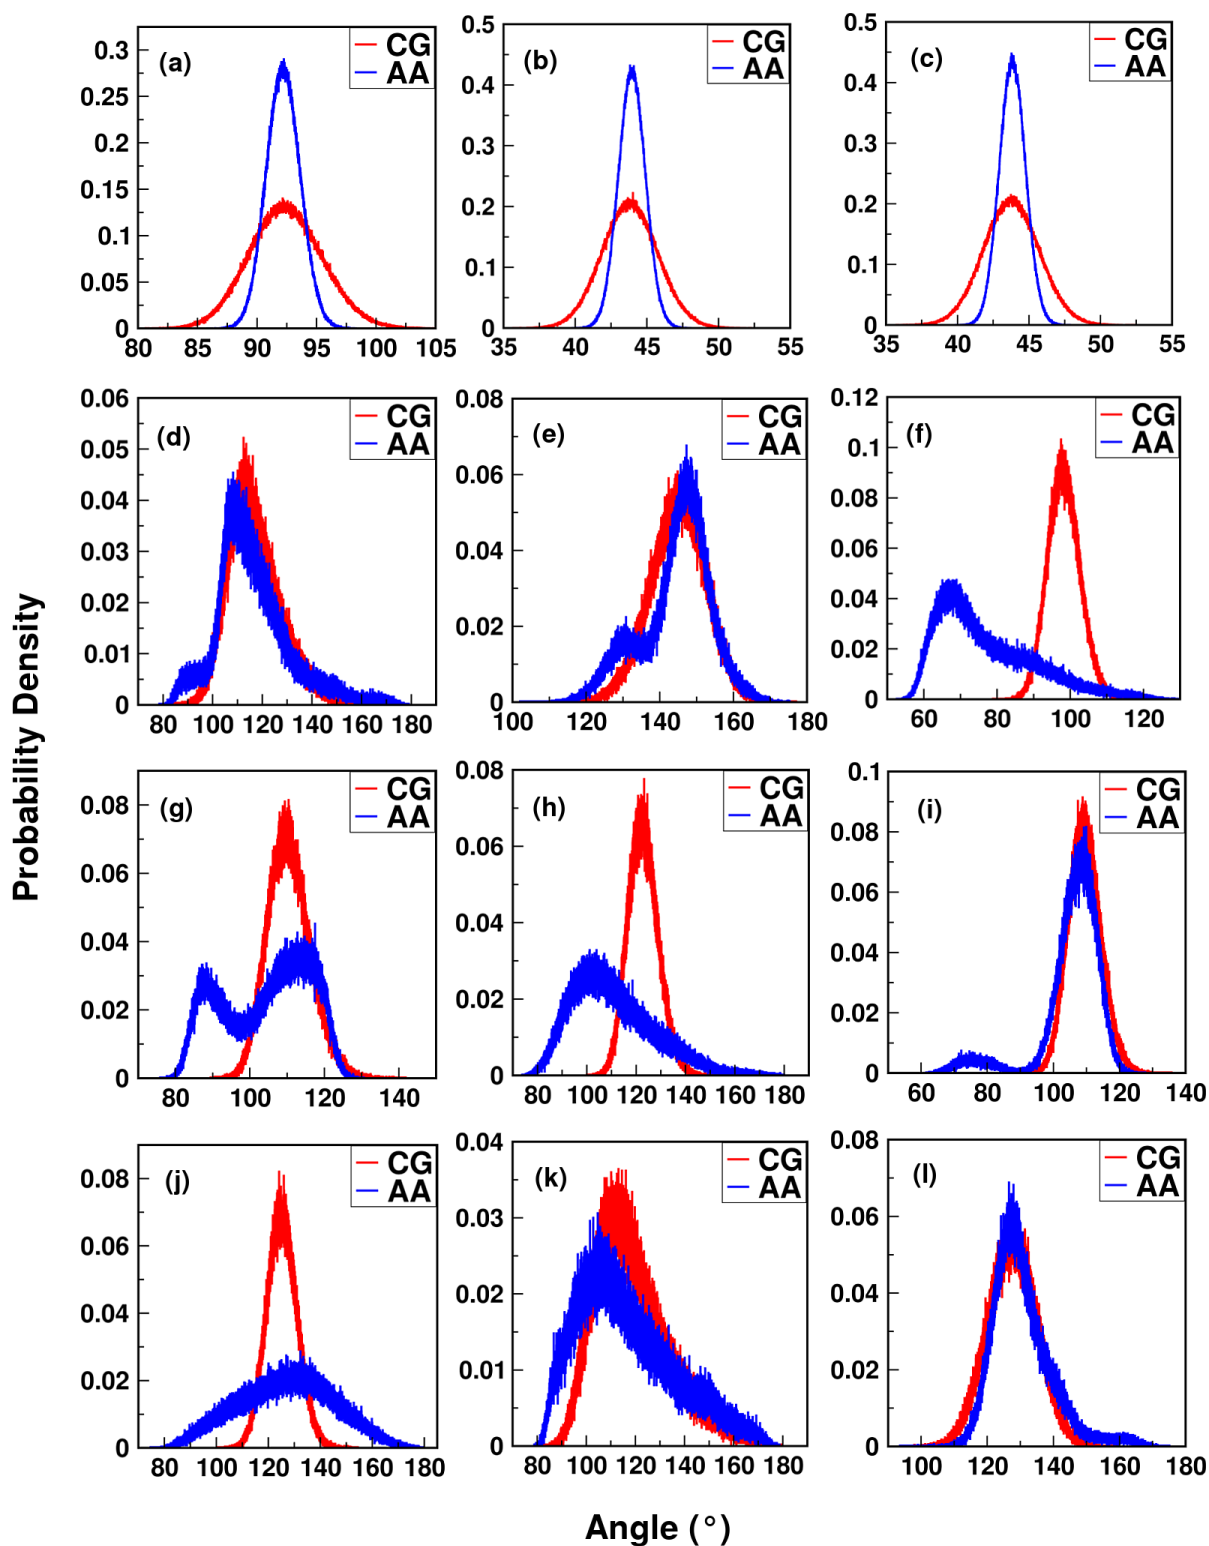 Probability Density
(a)
CG
AA
0.3
0.25
0.2
0.15
0.1
0.05
0
80 85 90 95 100 105
(b)
CG
AA
0.5
0.4
0.3
0.2
0.1
0
35 40 45 50 55
(c)
CG
AA
0.5
0.4
0.3
0.2
0.1
0
35 40 45 50 55
(d)
CG
AA
0.06
0.05
0.04
0.03
0.02
0.01
0
80 100 120 140 160 180
(e)
CG
AA
0.08
0.06
0.04
0.02
0
100 120 140 160 180
(f)
CG
AA
0.12
0.1
0.08
0.06
0.04
0.02
0
60 80 100 120
(g)
CG
AA
0.08
0.06
0.04
0.02
0
80 100 120 140
(h)
CG
AA
0.08
0.06
0.04
0.02
0
80 100 120 140 160 180
(i)
CG
AA
0.1
0.08
0.06
0.04
0.02
0
60 80 100 120 140
(j)
CG
AA
0.08
0.06
0.04
0.02
0
80 100 120 140 160 180
(k)
CG
AA
0.04
0.03
0.02
0.01
0
80 100 120 140 160 180
(l)
CG
AA
0.08
0.06
0.04
0.02
0
100 120 140 160 180
Angle (°)